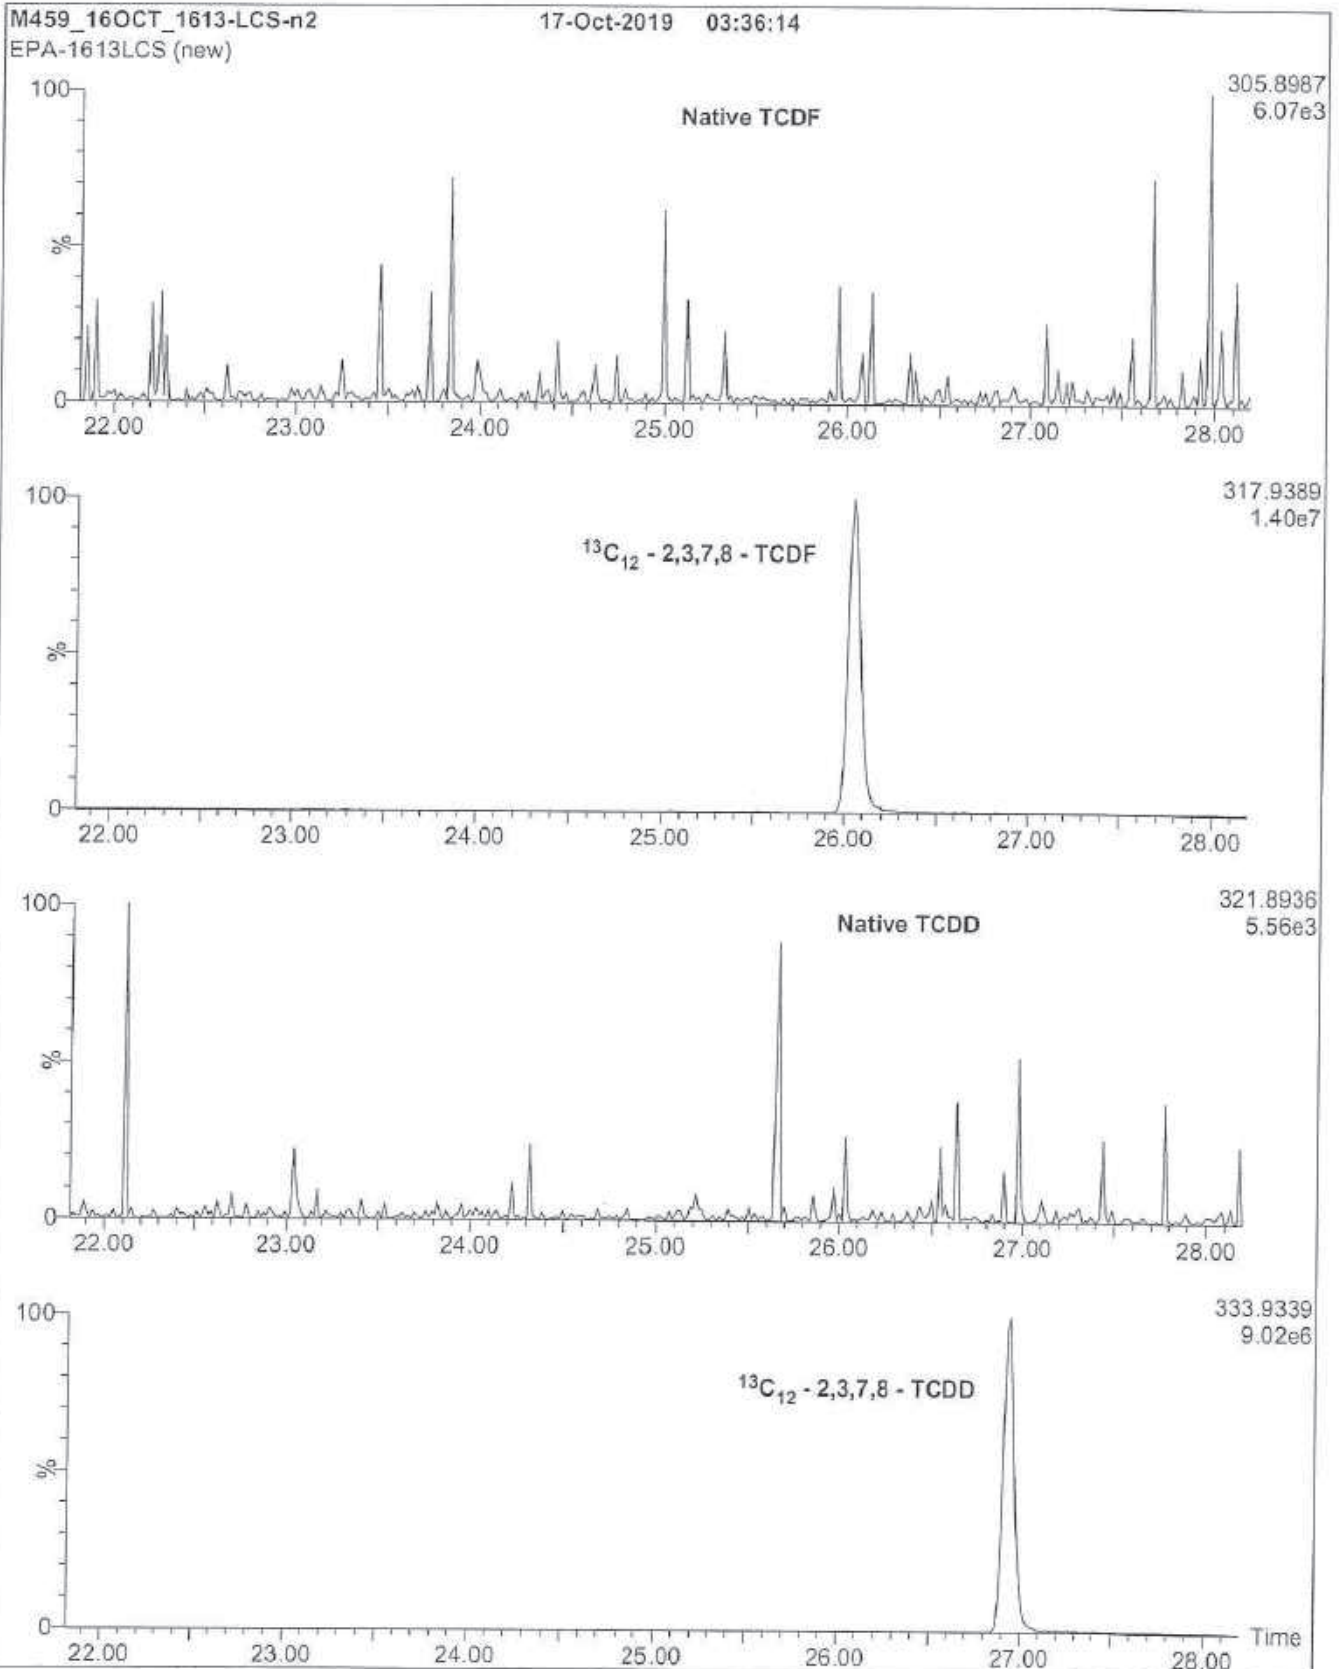 M459_16OCT_1613-LCS-n2 17-Oct-2019 03:36:14
EPA-1613LCS (new)
305.8987
6.07e3
Native TCDF
100
%
0
22.00 23.00 24.00 25.00 26.00 27.00 28.00
317.9389
1.40e7
¹³C₁₂ - 2,3,7,8 - TCDF
100
%
0
22.00 23.00 24.00 25.00 26.00 27.00 28.00
321.8936
5.56e3
Native TCDD
100
%
0
22.00 23.00 24.00 25.00 26.00 27.00 28.00
333.9339
9.02e6
¹³C₁₂ - 2,3,7,8 - TCDD
100
%
0
22.00 23.00 24.00 25.00 26.00 27.00 28.00 Time